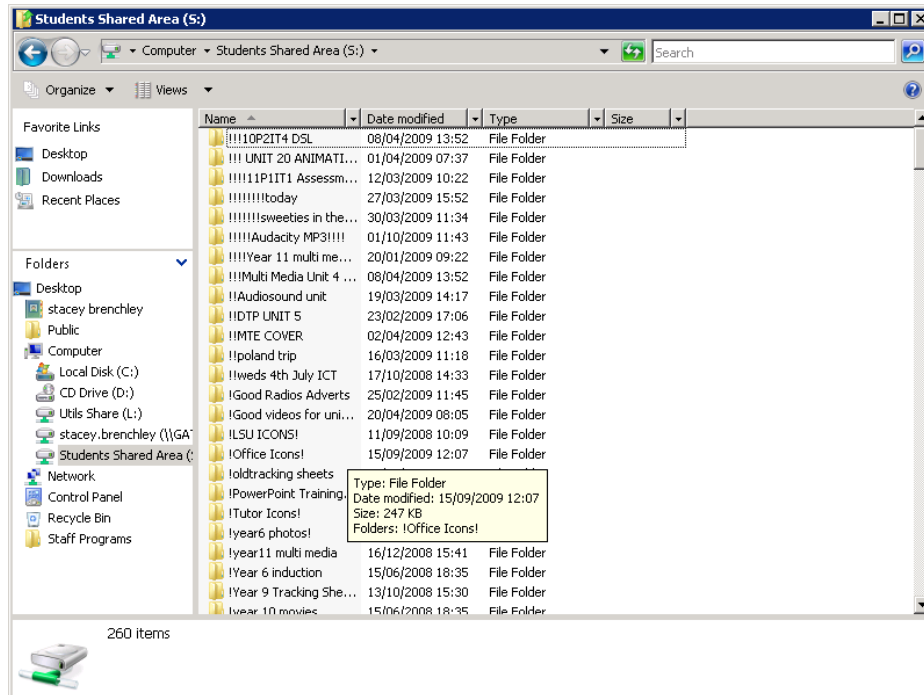 Students Shared Area (S:)
Computer Students Shared Area (S:) Search
Organize Views
Favorite Links
Desktop
Downloads
Recent Places
Folders
Desktop
stacey brenchley
Public
Computer
Local Disk (C:)
CD Drive (D:)
Utils Share (L:)
stacey.brenchley (\\GA
Students Shared Area (
Network
Control Panel
Recycle Bin
Staff Programs
Name Date modified Type Size
!!!10P2IT4 DSL 08/04/2009 13:52 File Folder
!!! UNIT 20 ANIMATI... 01/04/2009 07:37 File Folder
!!!!11P1IT1 Assessm... 12/03/2009 10:22 File Folder
!!!!!!!!today 27/03/2009 15:52 File Folder
!!!!!!!sweeties in the... 30/03/2009 11:34 File Folder
!!!!!Audacity MP3!!!! 01/10/2009 11:43 File Folder
!!!!Year 11 multi me... 20/01/2009 09:22 File Folder
!!!Multi Media Unit 4 ... 08/04/2009 13:52 File Folder
!!Audiosound unit 19/03/2009 14:17 File Folder
!!DTP UNIT 5 23/02/2009 17:06 File Folder
!!MTE COVER 02/04/2009 12:43 File Folder
!!poland trip 16/03/2009 11:18 File Folder
!!weds 4th July ICT 17/10/2008 14:33 File Folder
!Good Radios Adverts 25/02/2009 11:45 File Folder
!Good videos for uni... 20/04/2009 08:05 File Folder
!LSU ICONS! 11/09/2008 10:09 File Folder
!Office Icons! 15/09/2009 12:07 File Folder
!oldtracking sheets
!PowerPoint Training.
!Tutor Icons!
!year6 photos!
Type: File Folder
Date modified: 15/09/2009 12:07
Size: 247 KB
Folders: !Office Icons!
!year11 multi media 16/12/2008 15:41 File Folder
!Year 6 induction 15/06/2008 18:35 File Folder
!Year 9 Tracking She... 13/10/2008 15:30 File Folder
!year 10 movies 15/06/2008 18:35 File Folder
260 items